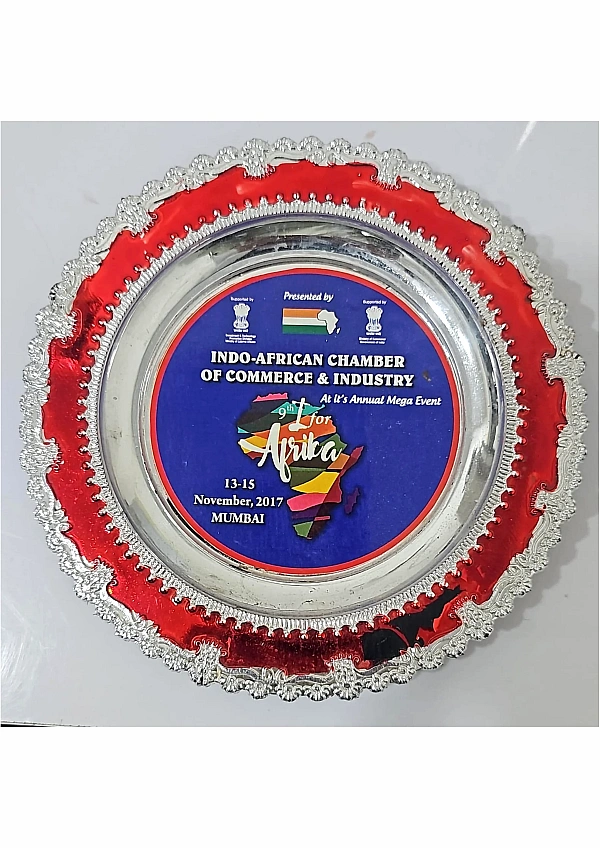 Supported by
Presented by
Supported by
INDO-AFRICAN CHAMBER
OF COMMERCE & INDUSTRY
At it's Annual Mega Event
9th I for
Afrika
13-15
November, 2017
MUMBAI